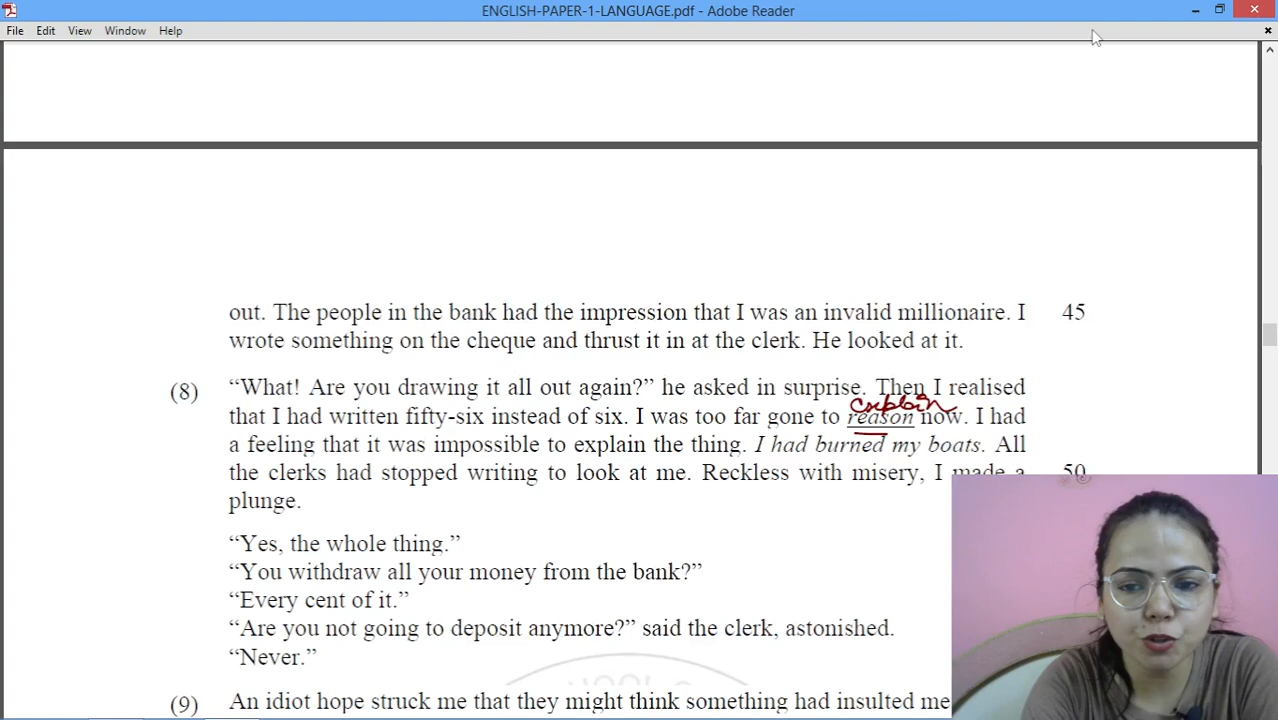 ENGLISH-PAPER-1-LANGUAGE.pdf - Adobe Reader
File Edit View Window Help
out. The people in the bank had the impression that I was an invalid millionaire. I 45
wrote something on the cheque and thrust it in at the clerk. He looked at it.
(8) “What! Are you drawing it all out again?” he asked in surprise. Then I realised
explain
that I had written fifty-six instead of six. I was too far gone to reason now. I had
a feeling that it was impossible to explain the thing. I had burned my boats. All
the clerks had stopped writing to look at me. Reckless with misery, I made a 50
plunge.
“Yes, the whole thing.”
“You withdraw all your money from the bank?”
“Every cent of it.”
“Are you not going to deposit anymore?” said the clerk, astonished.
“Never.”
(9) An idiot hope struck me that they might think something had insulted me